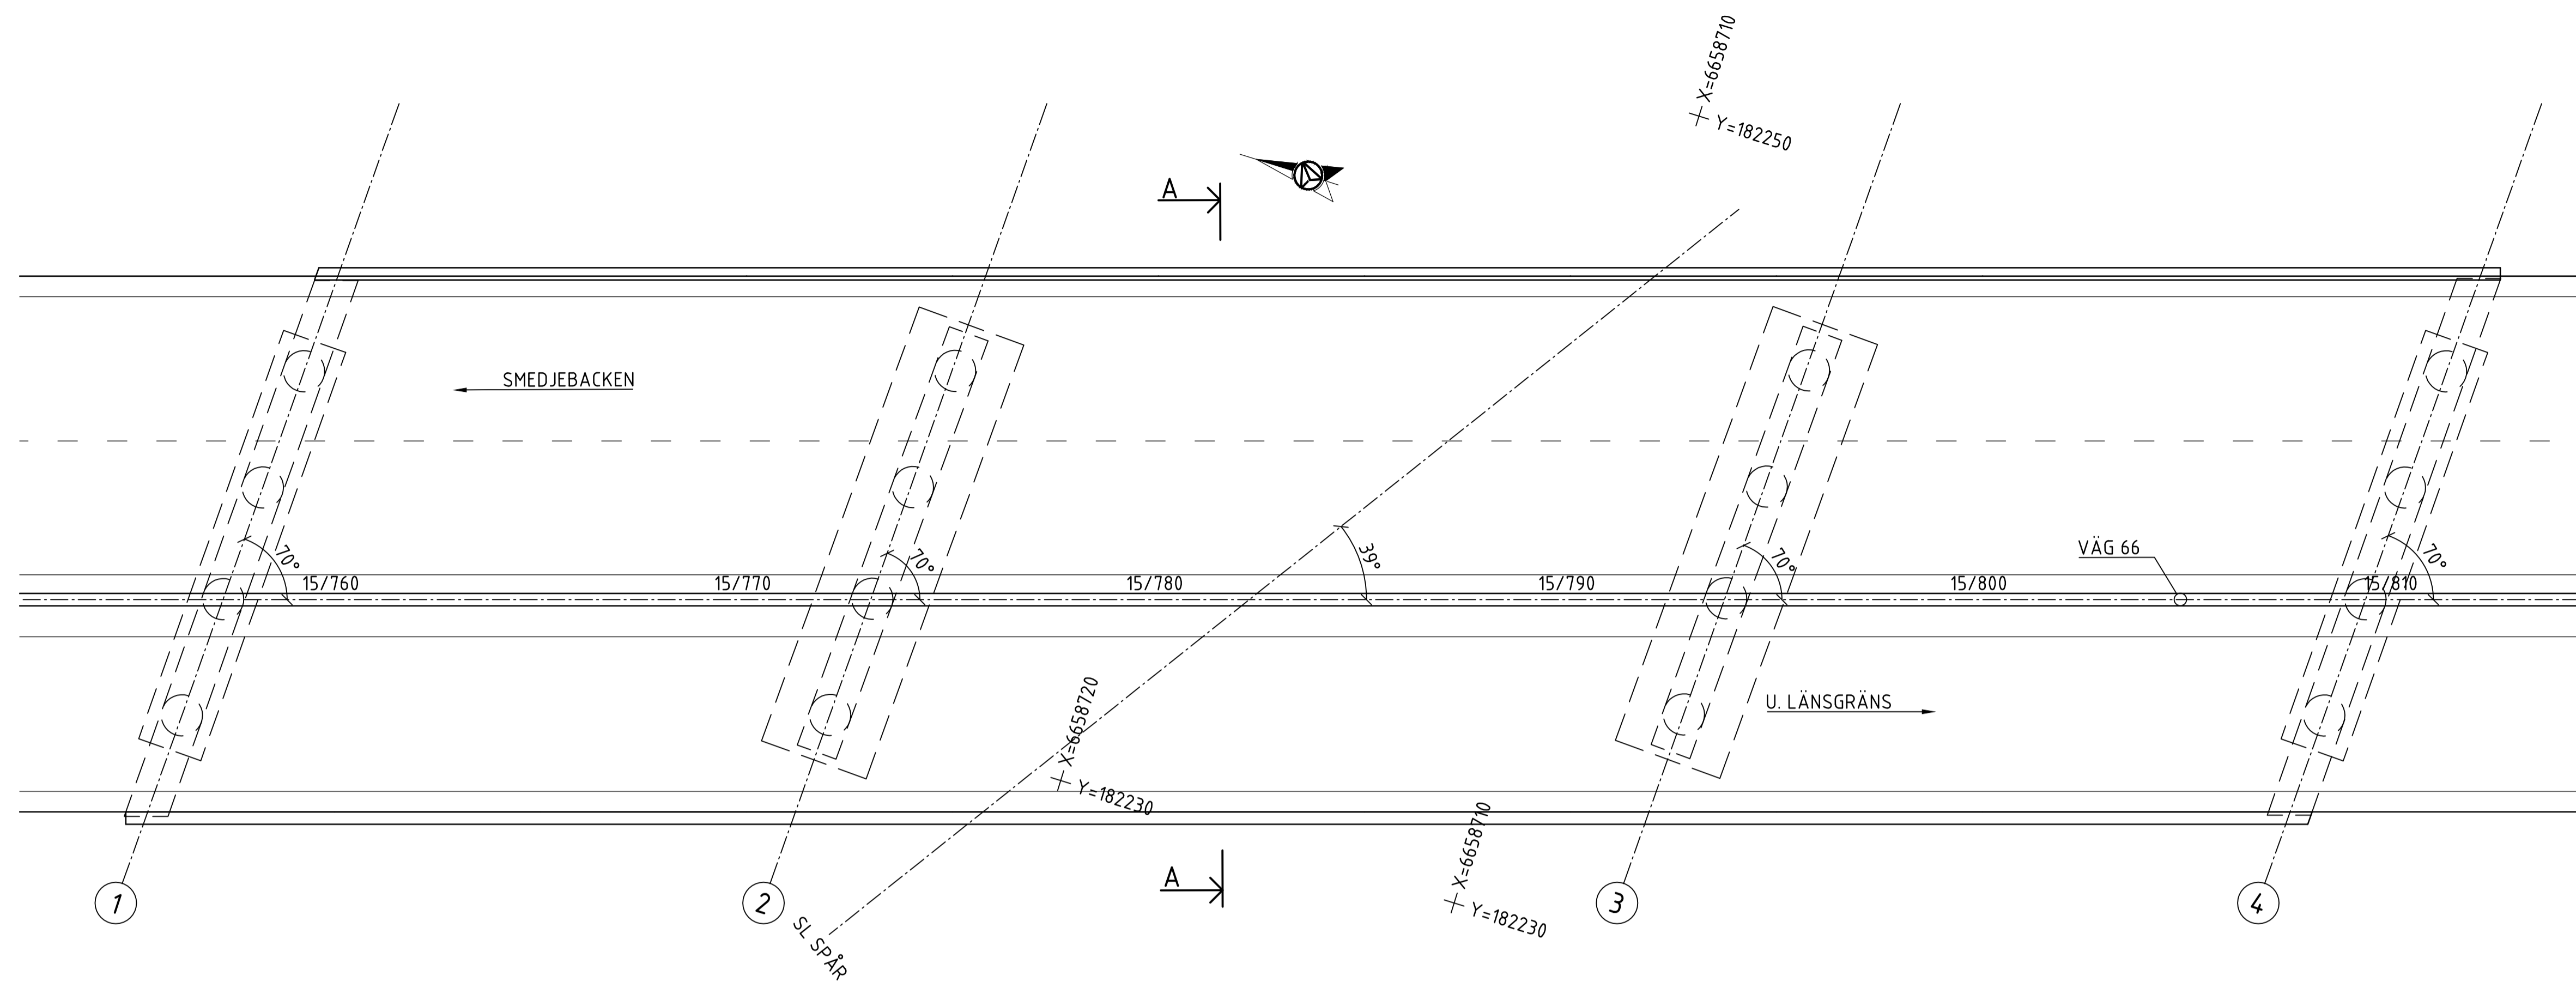 X=6658710
Y=182250
A
SMEDJEBACKEN
70°
70°
39°
70°
70°
VÄG 66
15/760
15/770
15/780
15/790
15/800
15/810
X=6658720
Y=182230
U. LÄNSGRÄNS
X=6658710
Y=182230
A
1
2
3
4
SL SPÅR